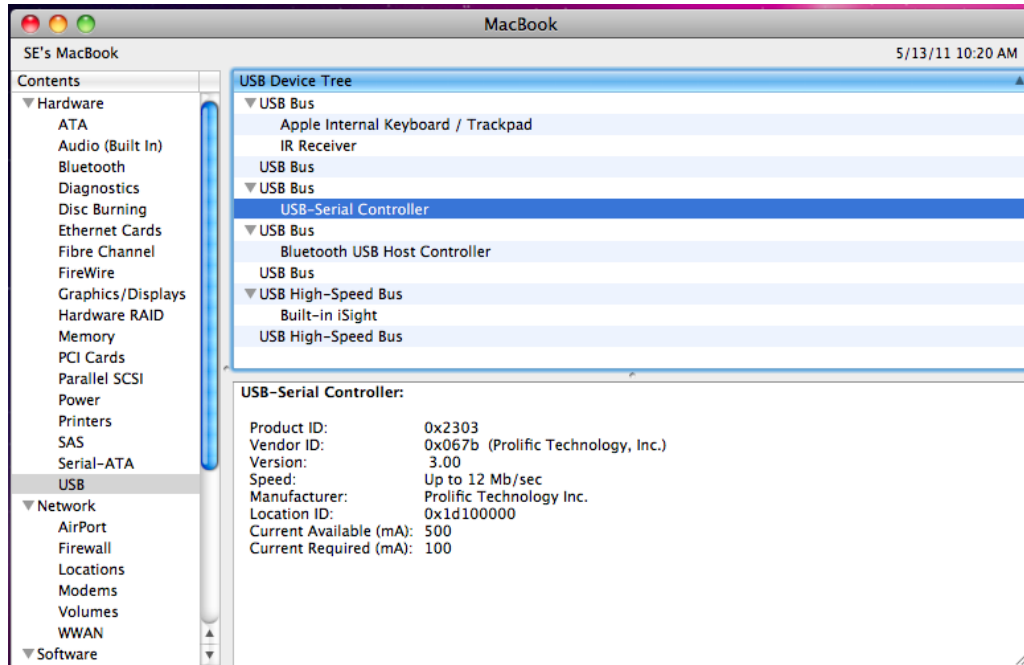 MacBook
SE's MacBook
5/13/11 10:20 AM
Contents
Hardware
ATA
Audio (Built In)
Bluetooth
Diagnostics
Disc Burning
Ethernet Cards
Fibre Channel
FireWire
Graphics/Displays
Hardware RAID
Memory
PCI Cards
Parallel SCSI
Power
Printers
SAS
Serial-ATA
USB
Network
AirPort
Firewall
Locations
Modems
Volumes
WWAN
Software
USB Device Tree
USB Bus
Apple Internal Keyboard / Trackpad
IR Receiver
USB Bus
USB Bus
USB-Serial Controller
USB Bus
Bluetooth USB Host Controller
USB Bus
USB High-Speed Bus
Built-in iSight
USB High-Speed Bus
USB-Serial Controller:
Product ID: 0x2303
Vendor ID: 0x067b (Prolific Technology, Inc.)
Version: 3.00
Speed: Up to 12 Mb/sec
Manufacturer: Prolific Technology Inc.
Location ID: 0x1d100000
Current Available (mA): 500
Current Required (mA): 100